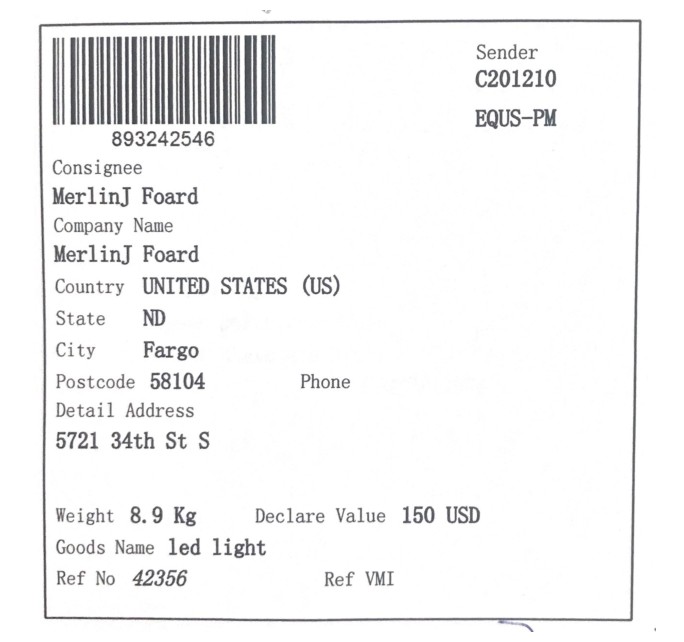 Sender
C201210
EQUS-PM
893242546
Consignee
MerlinJ Foard
Company Name
MerlinJ Foard
Country UNITED STATES (US)
State ND
City Fargo
Postcode 58104 Phone
Detail Address
5721 34th St S
Weight 8.9 Kg Declare Value 150 USD
Goods Name led light
Ref No 42356 Ref VMI